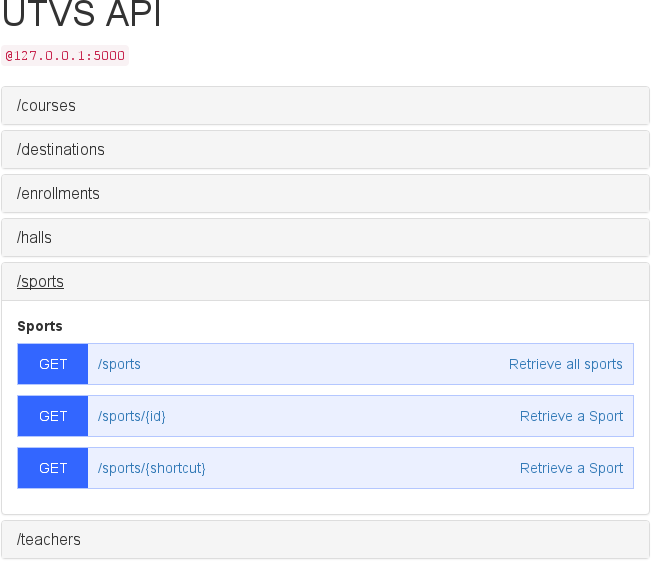 UTVS API
@127.0.0.1:5000
/courses
/destinations
/enrollments
/halls
/sports
Sports
GET /sports Retrieve all sports
GET /sports/{id} Retrieve a Sport
GET /sports/{shortcut} Retrieve a Sport
/teachers